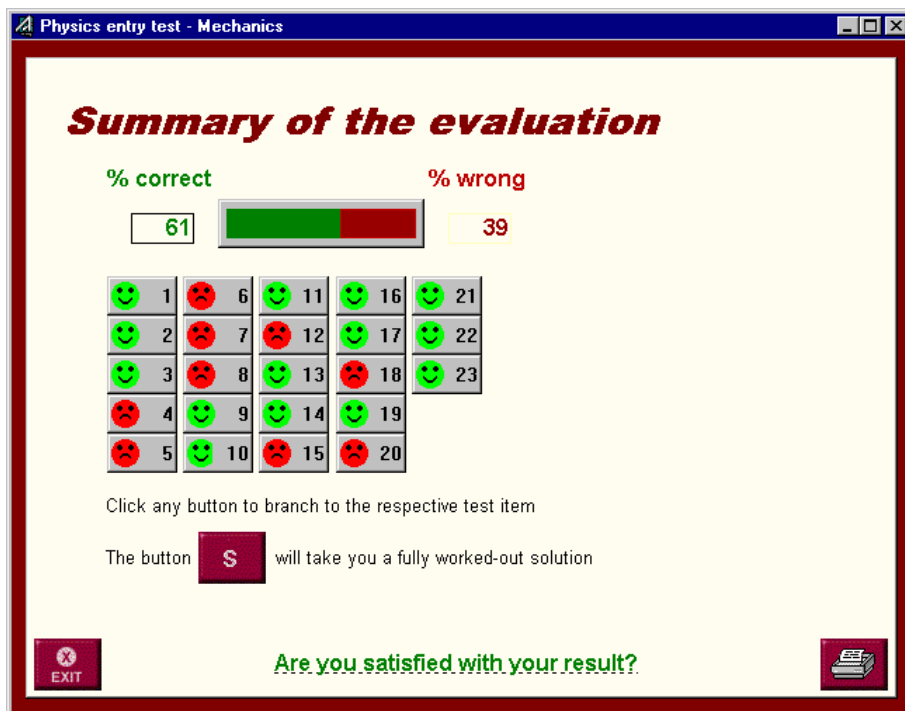 Physics entry test - Mechanics
Summary of the evaluation
% correct % wrong
61 39
1 6 11 16 21
2 7 12 17 22
3 8 13 18 23
4 9 14 19
5 10 15 20
Click any button to branch to the respective test item
The button S will take you a fully worked-out solution
X
EXIT
Are you satisfied with your result?